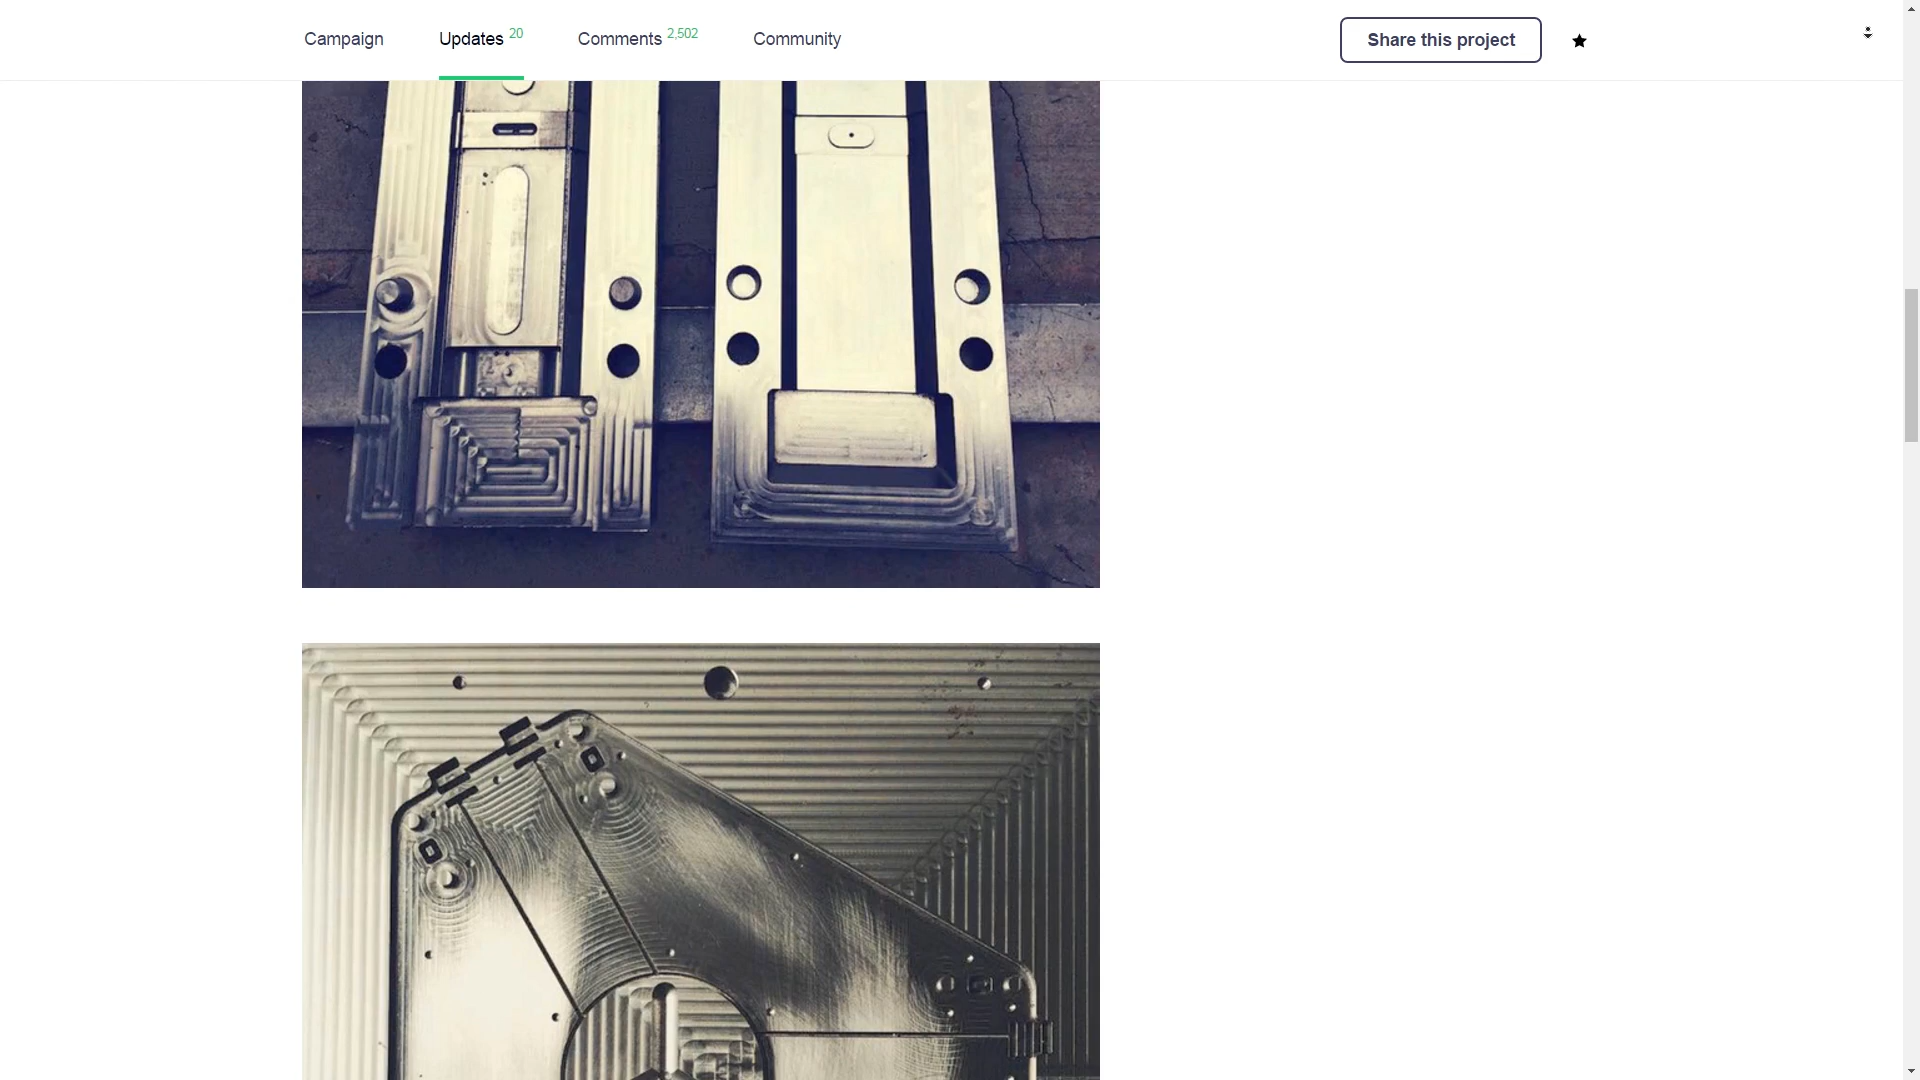 Campaign
Updates 20
Comments 2,502
Community
Share this project